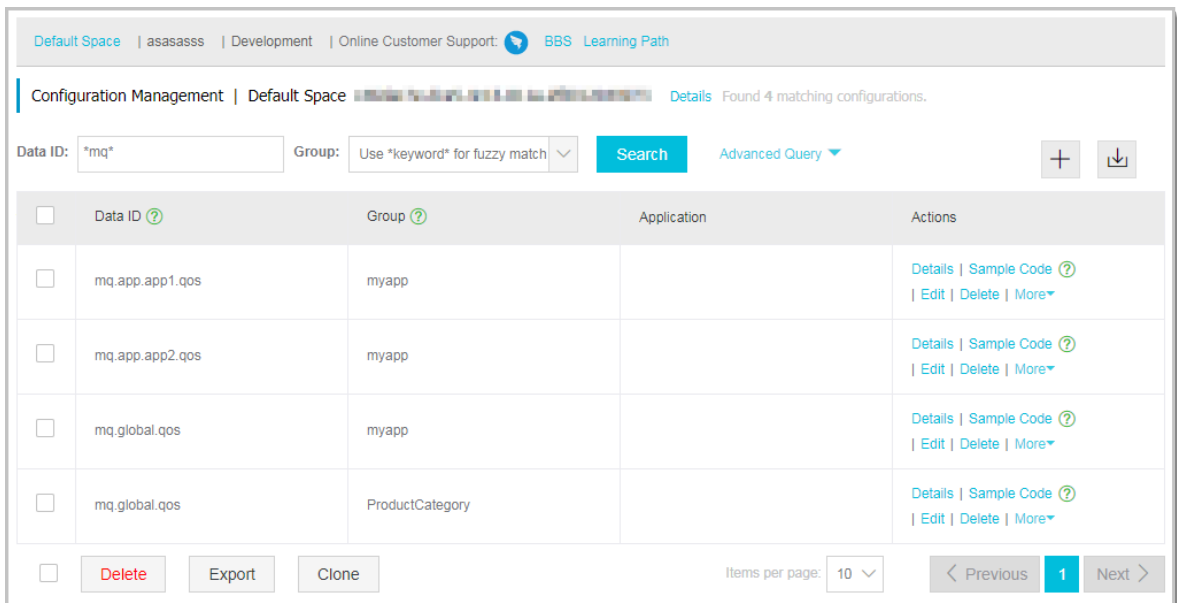 Default Space | asasasss | Development | Online Customer Support: BBS Learning Path
Configuration Management | Default Space Details Found 4 matching configurations.
Data ID: *mq* Group: Use *keyword* for fuzzy match Search Advanced Query
Data ID Group Application Actions
mq.app.app1.qos myapp Details | Sample Code
| Edit | Delete | More
mq.app.app2.qos myapp Details | Sample Code
| Edit | Delete | More
mq.global.qos myapp Details | Sample Code
| Edit | Delete | More
mq.global.qos ProductCategory Details | Sample Code
| Edit | Delete | More
Delete Export Clone Items per page: 10 Previous 1 Next